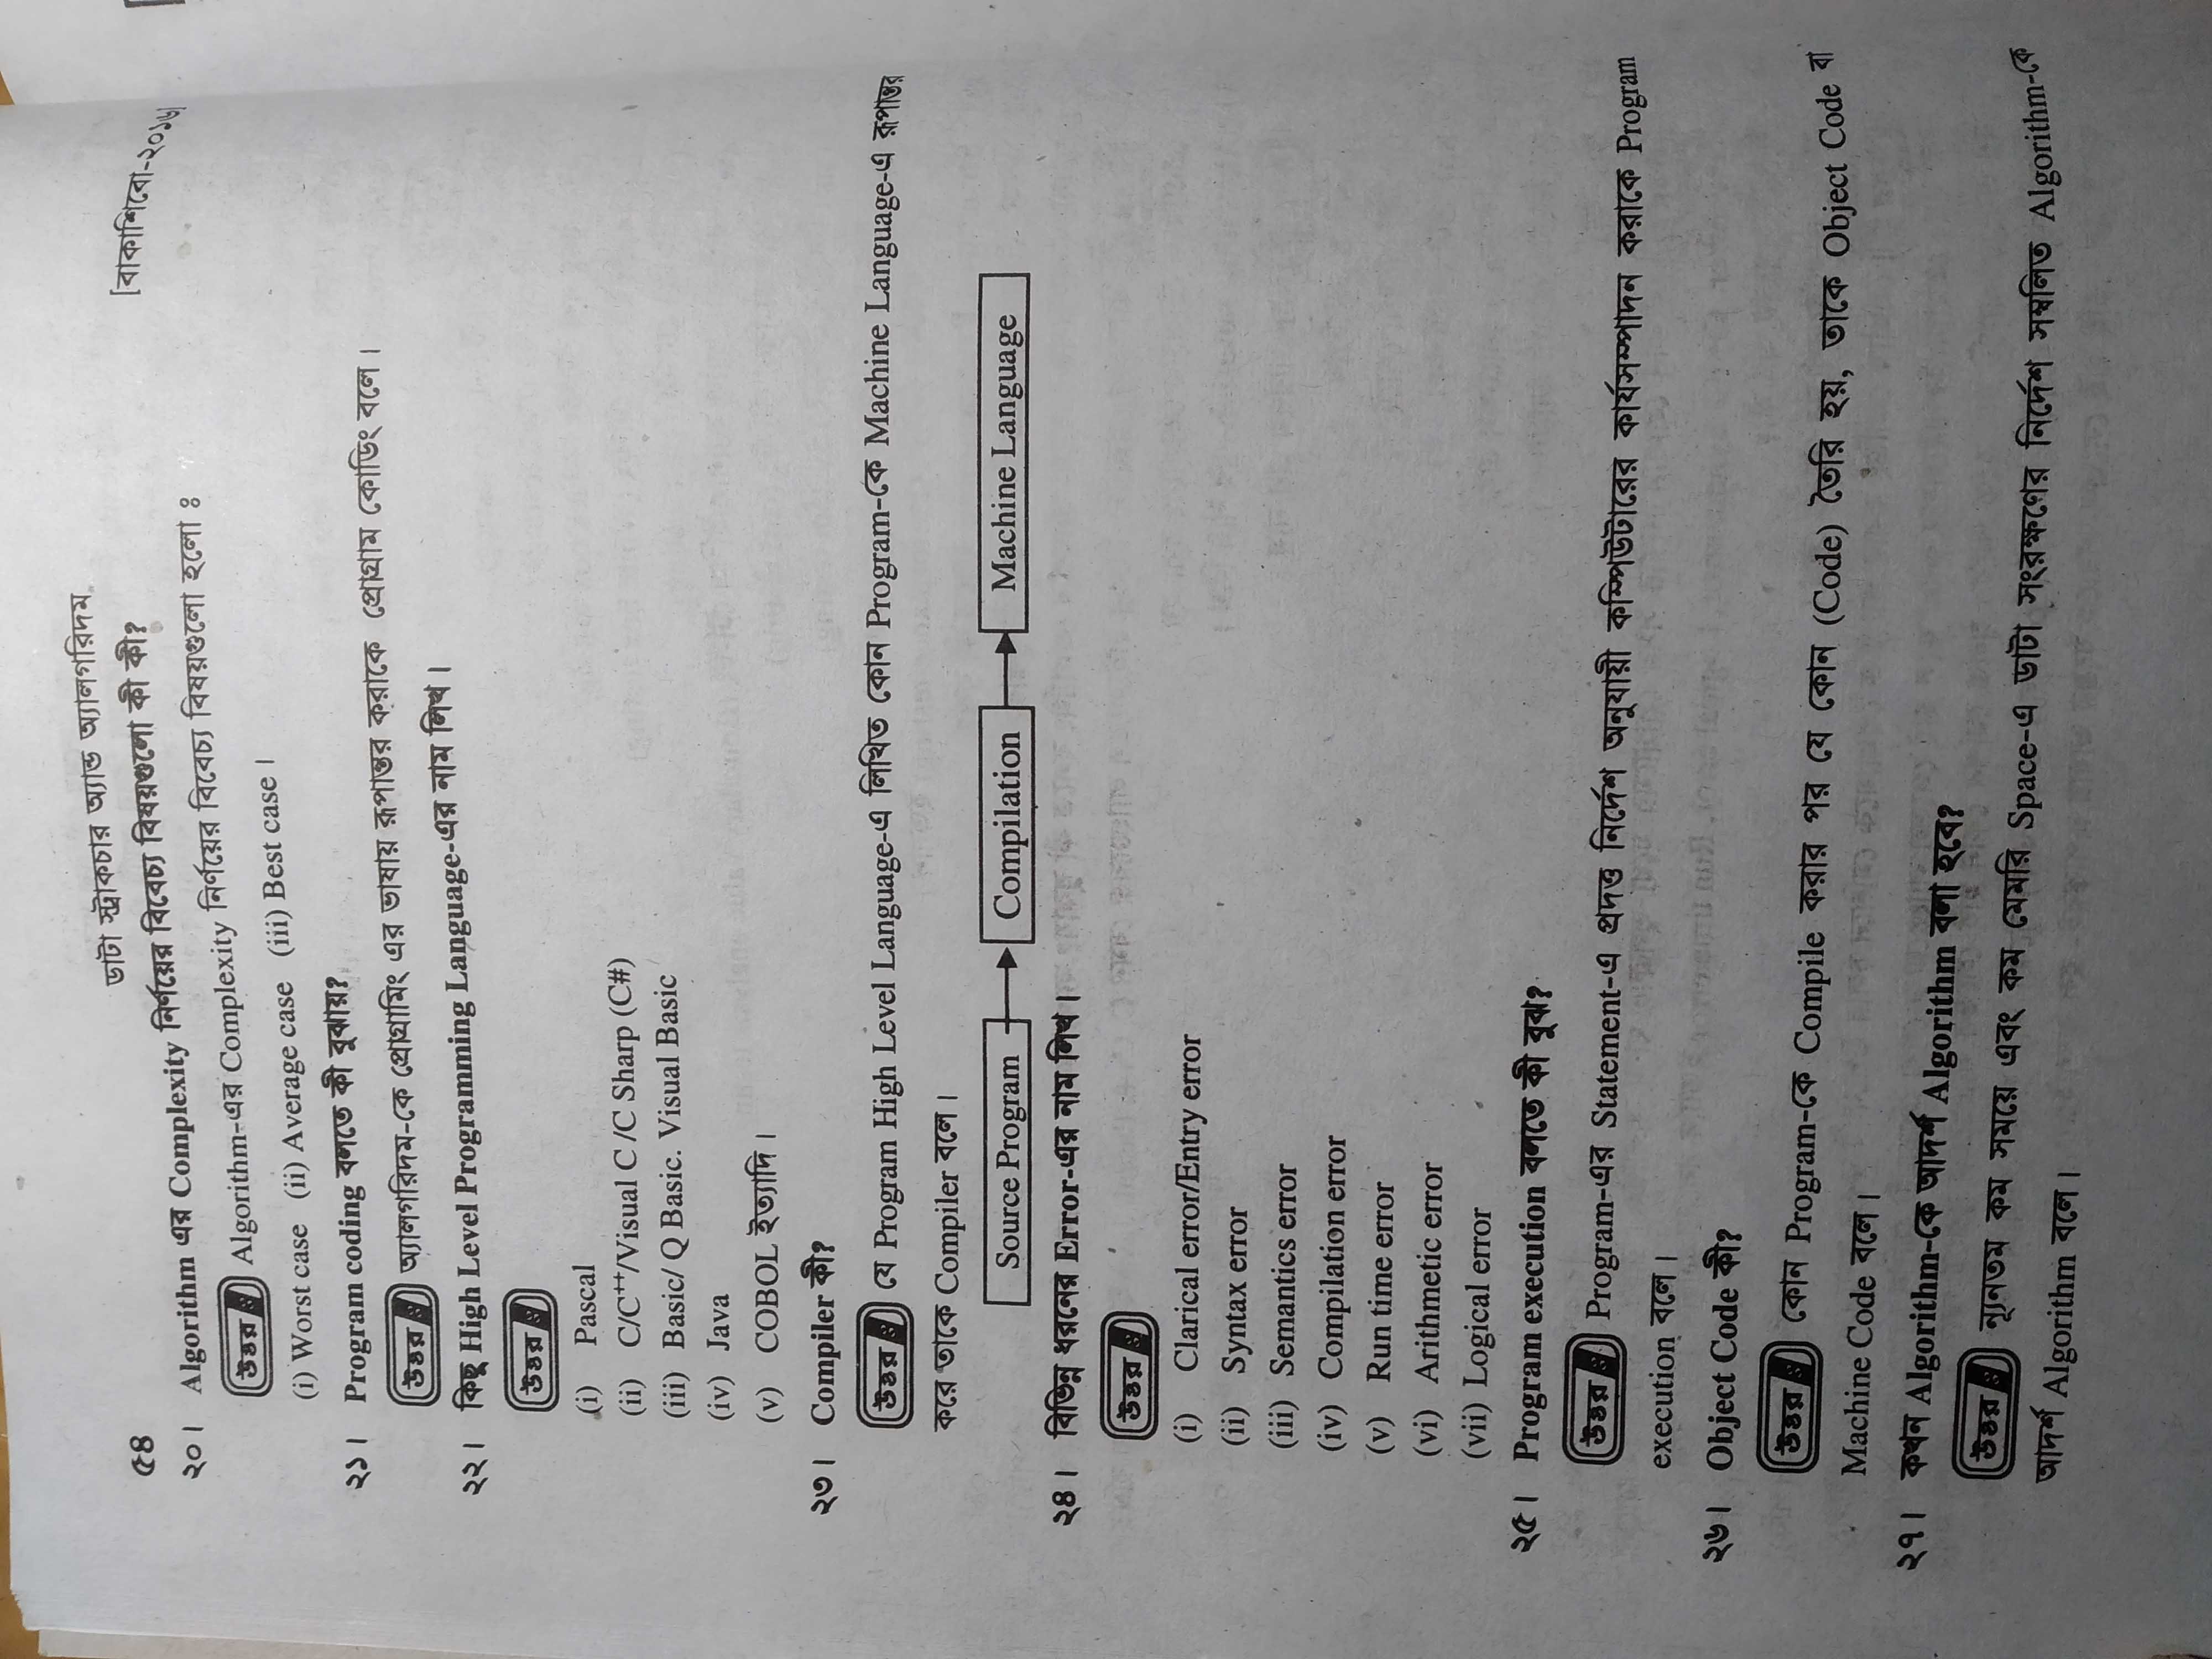 ৫৪
ডাটা স্ট্রাকচার অ্যান্ড অ্যালগরিদম
২০। Algorithm এর Complexity নির্ণয়ের বিবেচ্য বিষয়গুলো কী কী?
[বাকাশিবো-২০১৬]
উত্তর ঃ Algorithm-এর Complexity নির্ণয়ের বিবেচ্য বিষয়গুলো হলো ঃ
(i) Worst case (ii) Average case (iii) Best case।
২১। Program coding বলতে কী বুঝায়?
উত্তর ঃ অ্যালগরিদম-কে প্রোগ্রামিং এর ভাষায় রূপান্তর করাকে প্রোগ্রাম কোডিং বলে।
২২। কিছু High Level Programming Language-এর নাম লিখ।
উত্তর ঃ
(i) Pascal
(ii) C/C++/Visual C /C Sharp (C#)
(iii) Basic/ Q Basic. Visual Basic
(iv) Java
(v) COBOL ইত্যাদি।
২৩। Compiler কী?
উত্তর ঃ যে Program High Level Language-এ লিখিত কোন Program-কে Machine Language-এ রূপান্তর
করে তাকে Compiler বলে।
Source Program Compilation Machine Language
২৪। বিভিন্ন ধরনের Error-এর নাম লিখ।
উত্তর ঃ
(i) Clarical error/Entry error
(ii) Syntax error
(iii) Semantics error
(iv) Compilation error
(v) Run time error
(vi) Arithmetic error
(vii) Logical error
২৫। Program execution বলতে কী বুঝ?
উত্তর ঃ Program-এর Statement-এ প্রদত্ত নির্দেশ অনুযায়ী কম্পিউটারের কার্যসম্পাদন করাকে Program
execution বলে।
২৬। Object Code কী?
উত্তর ঃ কোন Program-কে Compile করার পর যে কোন (Code) তৈরি হয়, তাকে Object Code বা
Machine Code বলে।
২৭। কখন Algorithm-কে আদর্শ Algorithm বলা হবে?
উত্তর ঃ ন্যূনতম কম সময়ে এবং কম মেমরি Space-এ ডাটা সংরক্ষণের নির্দেশ সম্বলিত Algorithm-কে
আদর্শ Algorithm বলে।